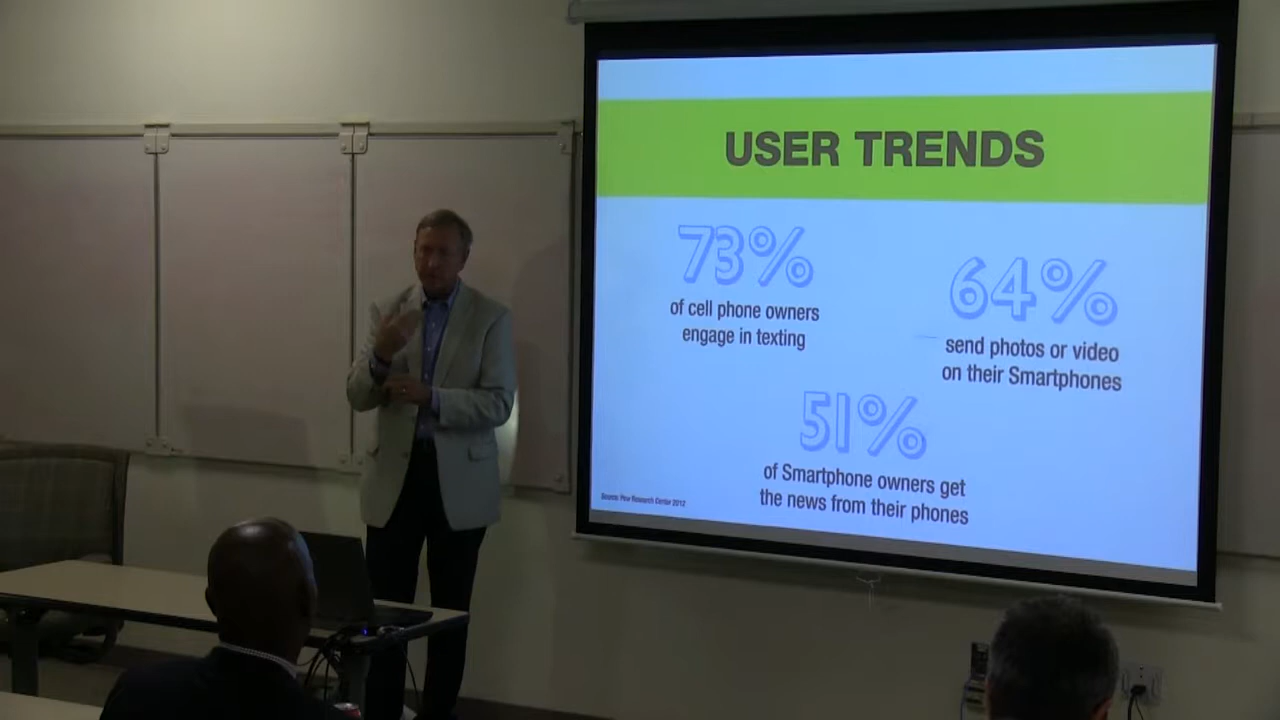 USER TRENDS
73%
of cell phone owners
engage in texting
64%
send photos or video
on their Smartphones
51%
of Smartphone owners get
the news from their phones
Source: Pew Research Center 2012